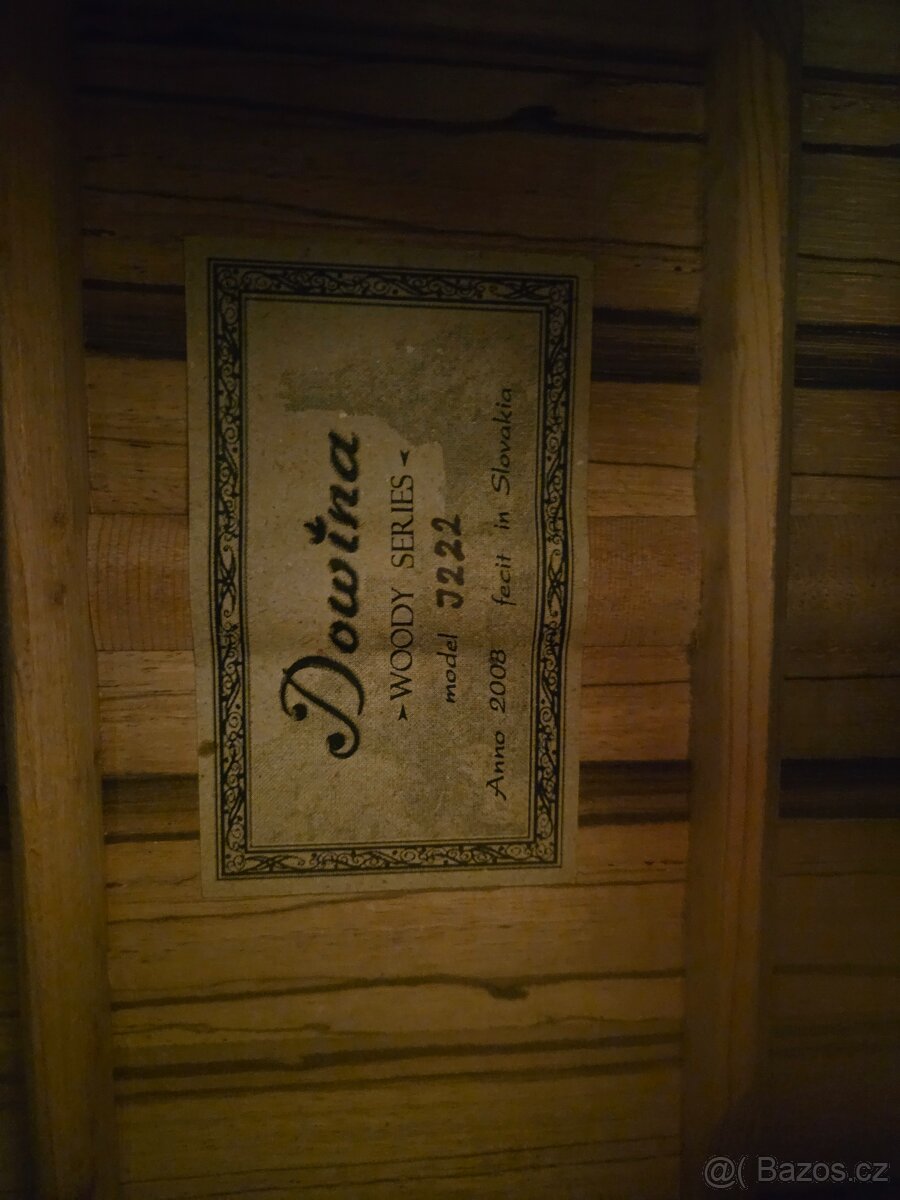 Dowina
WOODY SERIES
model J222
Anno 2008 fecit in Slovakia
@( Bazos.cz